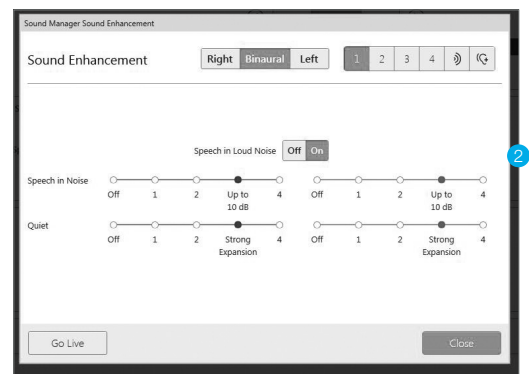 Sound Manager Sound Enhancement
Sound Enhancement Right Binaural Left 1 2 3 4
Speech in Loud Noise Off On
2
Speech in Noise
Off 1 2 Up to 10 dB 4 Off 1 2 Up to 10 dB 4
Quiet
Off 1 2 Strong Expansion 4 Off 1 2 Strong Expansion 4
Go Live Close